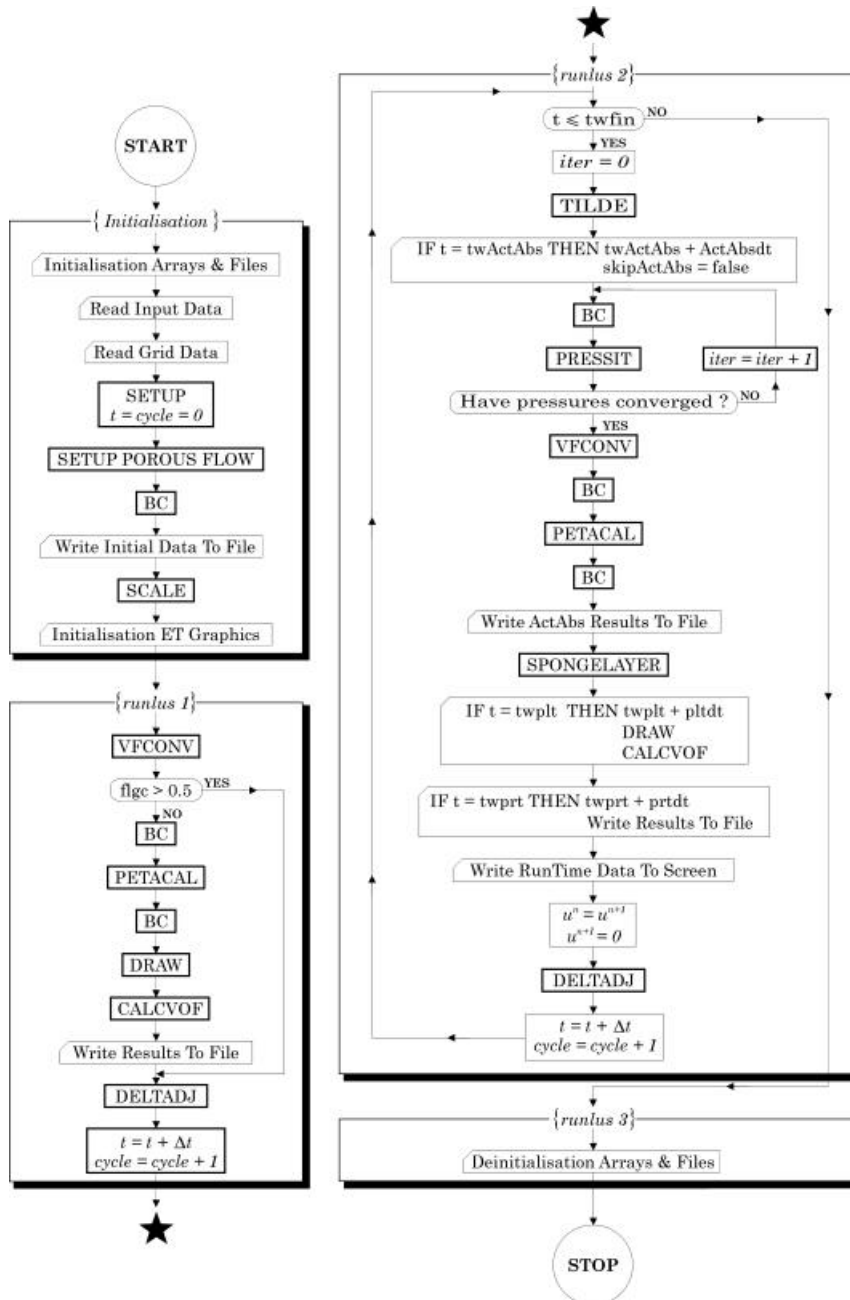 START
{ Initialisation }
Initialisation Arrays & Files
Read Input Data
Read Grid Data
SETUP
t = cycle = 0
SETUP POROUS FLOW
BC
Write Initial Data To File
SCALE
Initialisation ET Graphics
{runlus 1}
VFCONV
flgc > 0.5
YES
NO
BC
PETACAL
BC
DRAW
CALCVOF
Write Results To File
DELTADJ
t = t + Δt
cycle = cycle + 1
{runlus 2}
t ⩽ twfin
NO
YES
iter = 0
TILDE
IF t = twActAbs THEN twActAbs + ActAbsdt
skipActAbs = false
BC
PRESSIT
iter = iter + 1
Have pressures converged ?
NO
YES
VFCONV
BC
PETACAL
BC
Write ActAbs Results To File
SPONGELAYER
IF t = twplt THEN twplt + pltdt
DRAW
CALCVOF
IF t = twprt THEN twprt + prtdt
Write Results To File
Write RunTime Data To Screen
uⁿ = uⁿ⁺¹
uⁿ⁺¹ = 0
DELTADJ
t = t + Δt
cycle = cycle + 1
{runlus 3}
Deinitialisation Arrays & Files
STOP